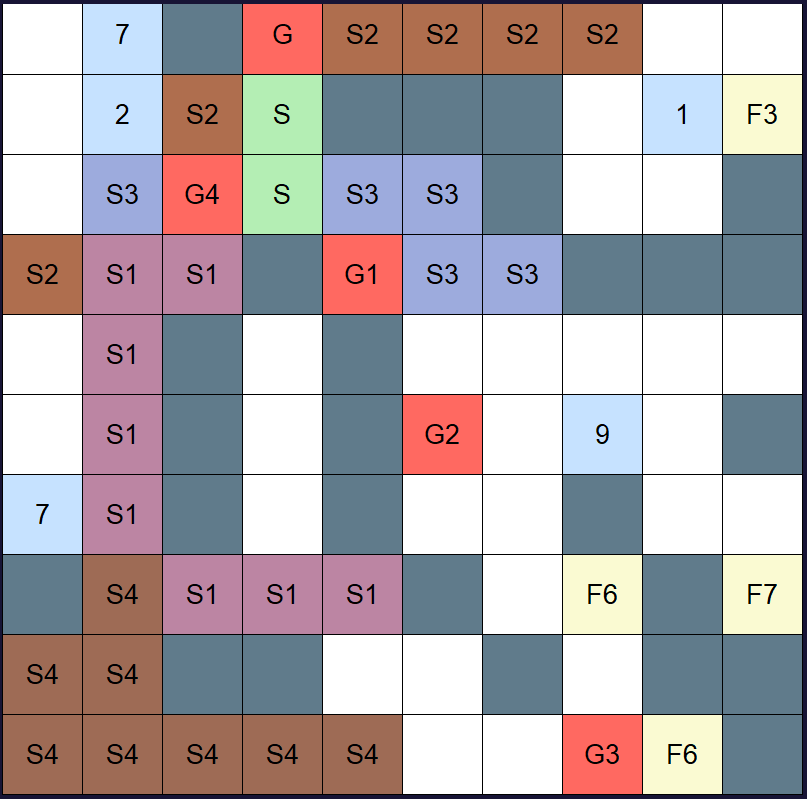 7 G S2 S2 S2 S2
2 S2 S 1 F3
S3 G4 S S3 S3
S2 S1 S1 G1 S3 S3
S1
S1 G2 9
7 S1
S4 S1 S1 S1 F6 F7
S4 S4
S4 S4 S4 S4 S4 G3 F6